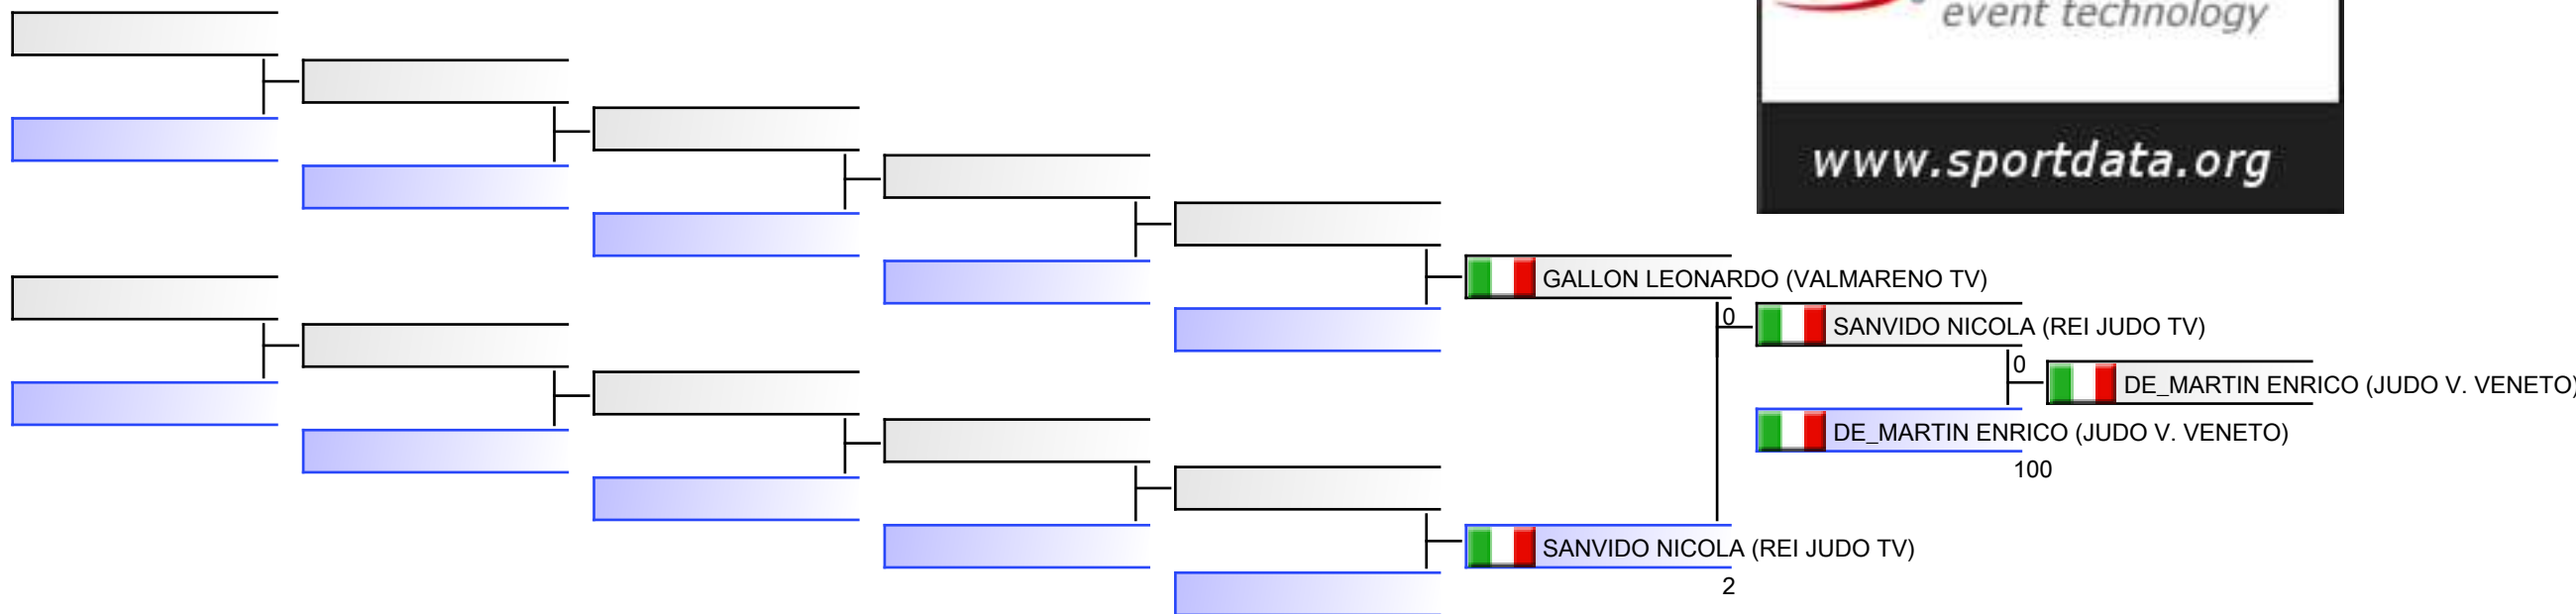 event technology
www.sportdata.org
GALLON LEONARDO (VALMARENO TV)
0
SANVIDO NICOLA (REI JUDO TV)
0
DE_MARTIN ENRICO (JUDO V. VENETO)
DE_MARTIN ENRICO (JUDO V. VENETO)
100
SANVIDO NICOLA (REI JUDO TV)
2